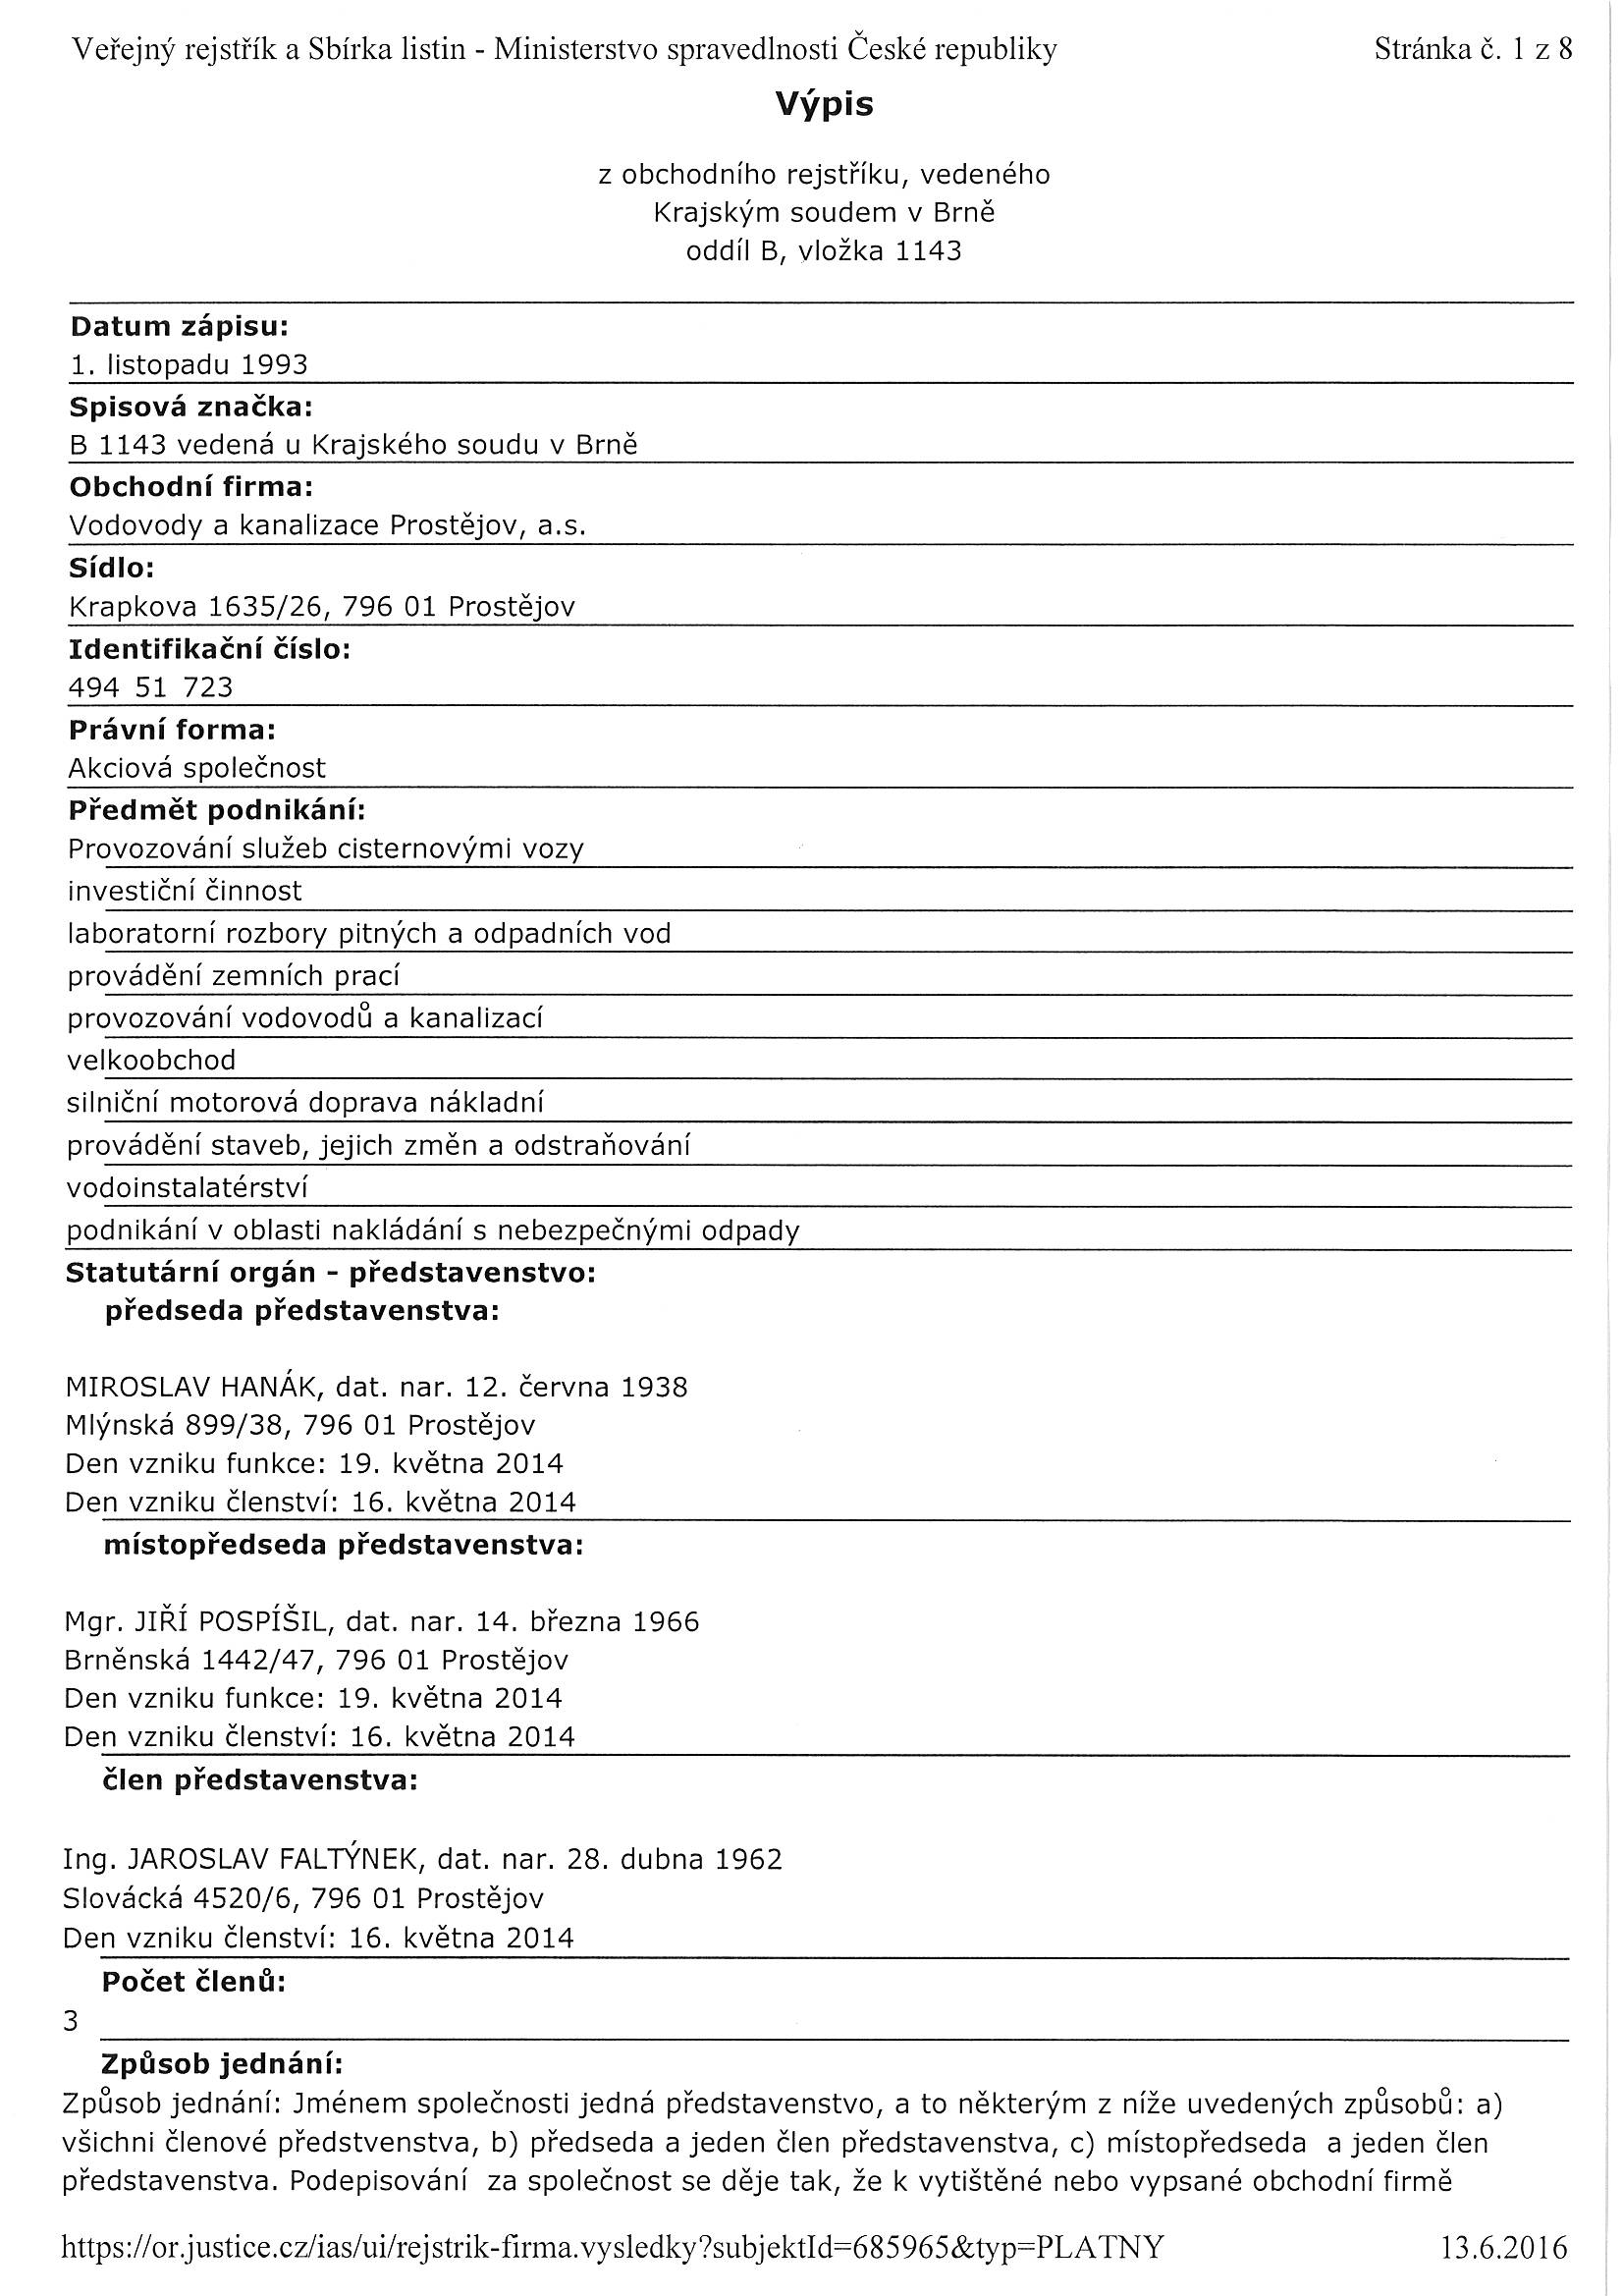 Veřejný rejstřík a Sbírka listin - Ministerstvo spravedlnosti České republiky Stránka č. 1 z 8
Výpis
z obchodního rejstříku, vedeného
Krajským soudem v Brně
oddíl B, vložka 1143
Datum zápisu:
1. listopadu 1993
Spisová značka:
B 1143 vedená u Krajského soudu v Brně
Obchodní firma:
Vodovody a kanalizace Prostějov, a.s.
Sídlo:
Krapkova 1635/26, 796 01 Prostějov
Identifikační číslo:
494 51 723
Právní forma:
Akciová společnost
Předmět podnikání:
Provozování služeb cisternovými vozy
investiční činnost
laboratorní rozbory pitných a odpadních vod
provádění zemních prací
provozování vodovodů a kanalizací
velkoobchod
silniční motorová doprava nákladní
provádění staveb, jejich změn a odstraňování
vodoinstalatérství
podnikání v oblasti nakládání s nebezpečnými odpady
Statutární orgán - představenstvo:
předseda představenstva:
MIROSLAV HANÁK, dat. nar. 12. června 1938
Mlýnská 899/38, 796 01 Prostějov
Den vzniku funkce: 19. května 2014
Den vzniku členství: 16. května 2014
místopředseda představenstva:
Mgr. JIŘÍ POSPÍŠIL, dat. nar. 14. března 1966
Brněnská 1442/47, 796 01 Prostějov
Den vzniku funkce: 19. května 2014
Den vzniku členství: 16. května 2014
člen představenstva:
Ing. JAROSLAV FALTÝNEK, dat. nar. 28. dubna 1962
Slovácká 4520/6, 796 01 Prostějov
Den vzniku členství: 16. května 2014
Počet členů:
3
Způsob jednání:
Způsob jednání: Jménem společnosti jedná představenstvo, a to některým z níže uvedených způsobů: a)
všichni členové předstvenstva, b) předseda a jeden člen představenstva, c) místopředseda a jeden člen
představenstva. Podepisování za společnost se děje tak, že k vytištěné nebo vypsané obchodní firmě
https://or.justice.cz/ias/ui/rejstrik-firma.vysledky?subjektId=685965&typ=PLATNY 13.6.2016